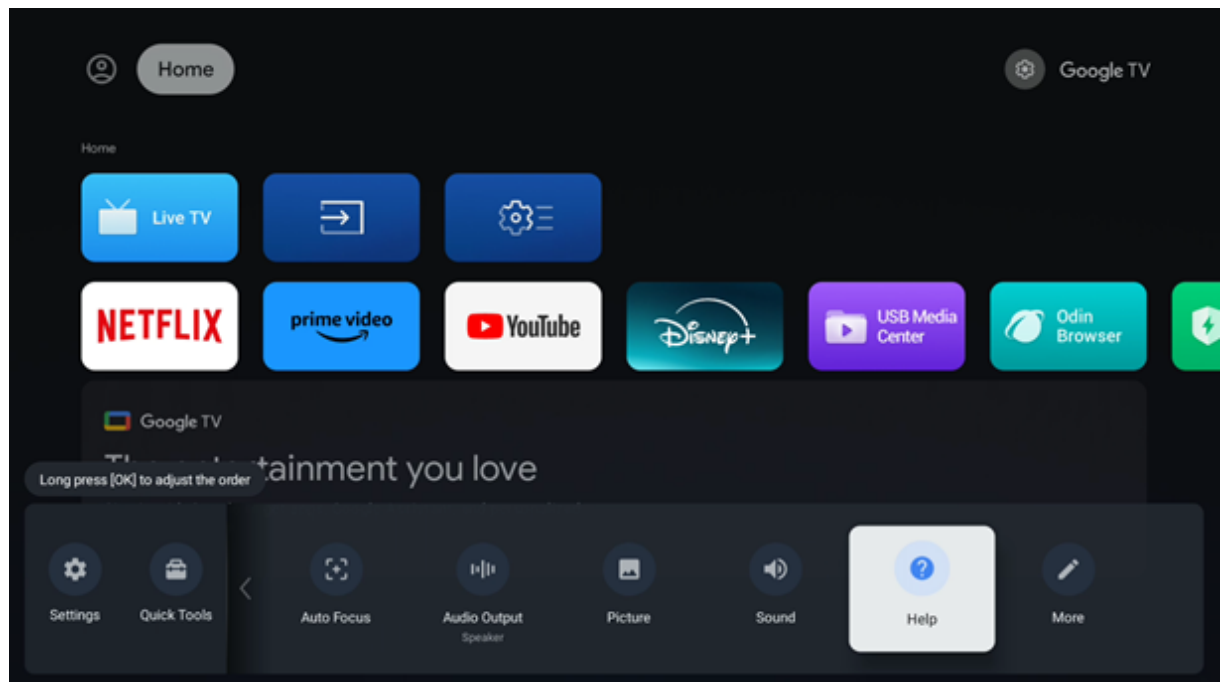 Home
Google TV
Home
Live TV
NETFLIX
prime video
YouTube
Disney+
USB Media
Center
Odin
Browser
Google TV
tainment you love
Long press [OK] to adjust the order
Settings
Quick Tools
Auto Focus
Audio Output
Speaker
Picture
Sound
Help
More